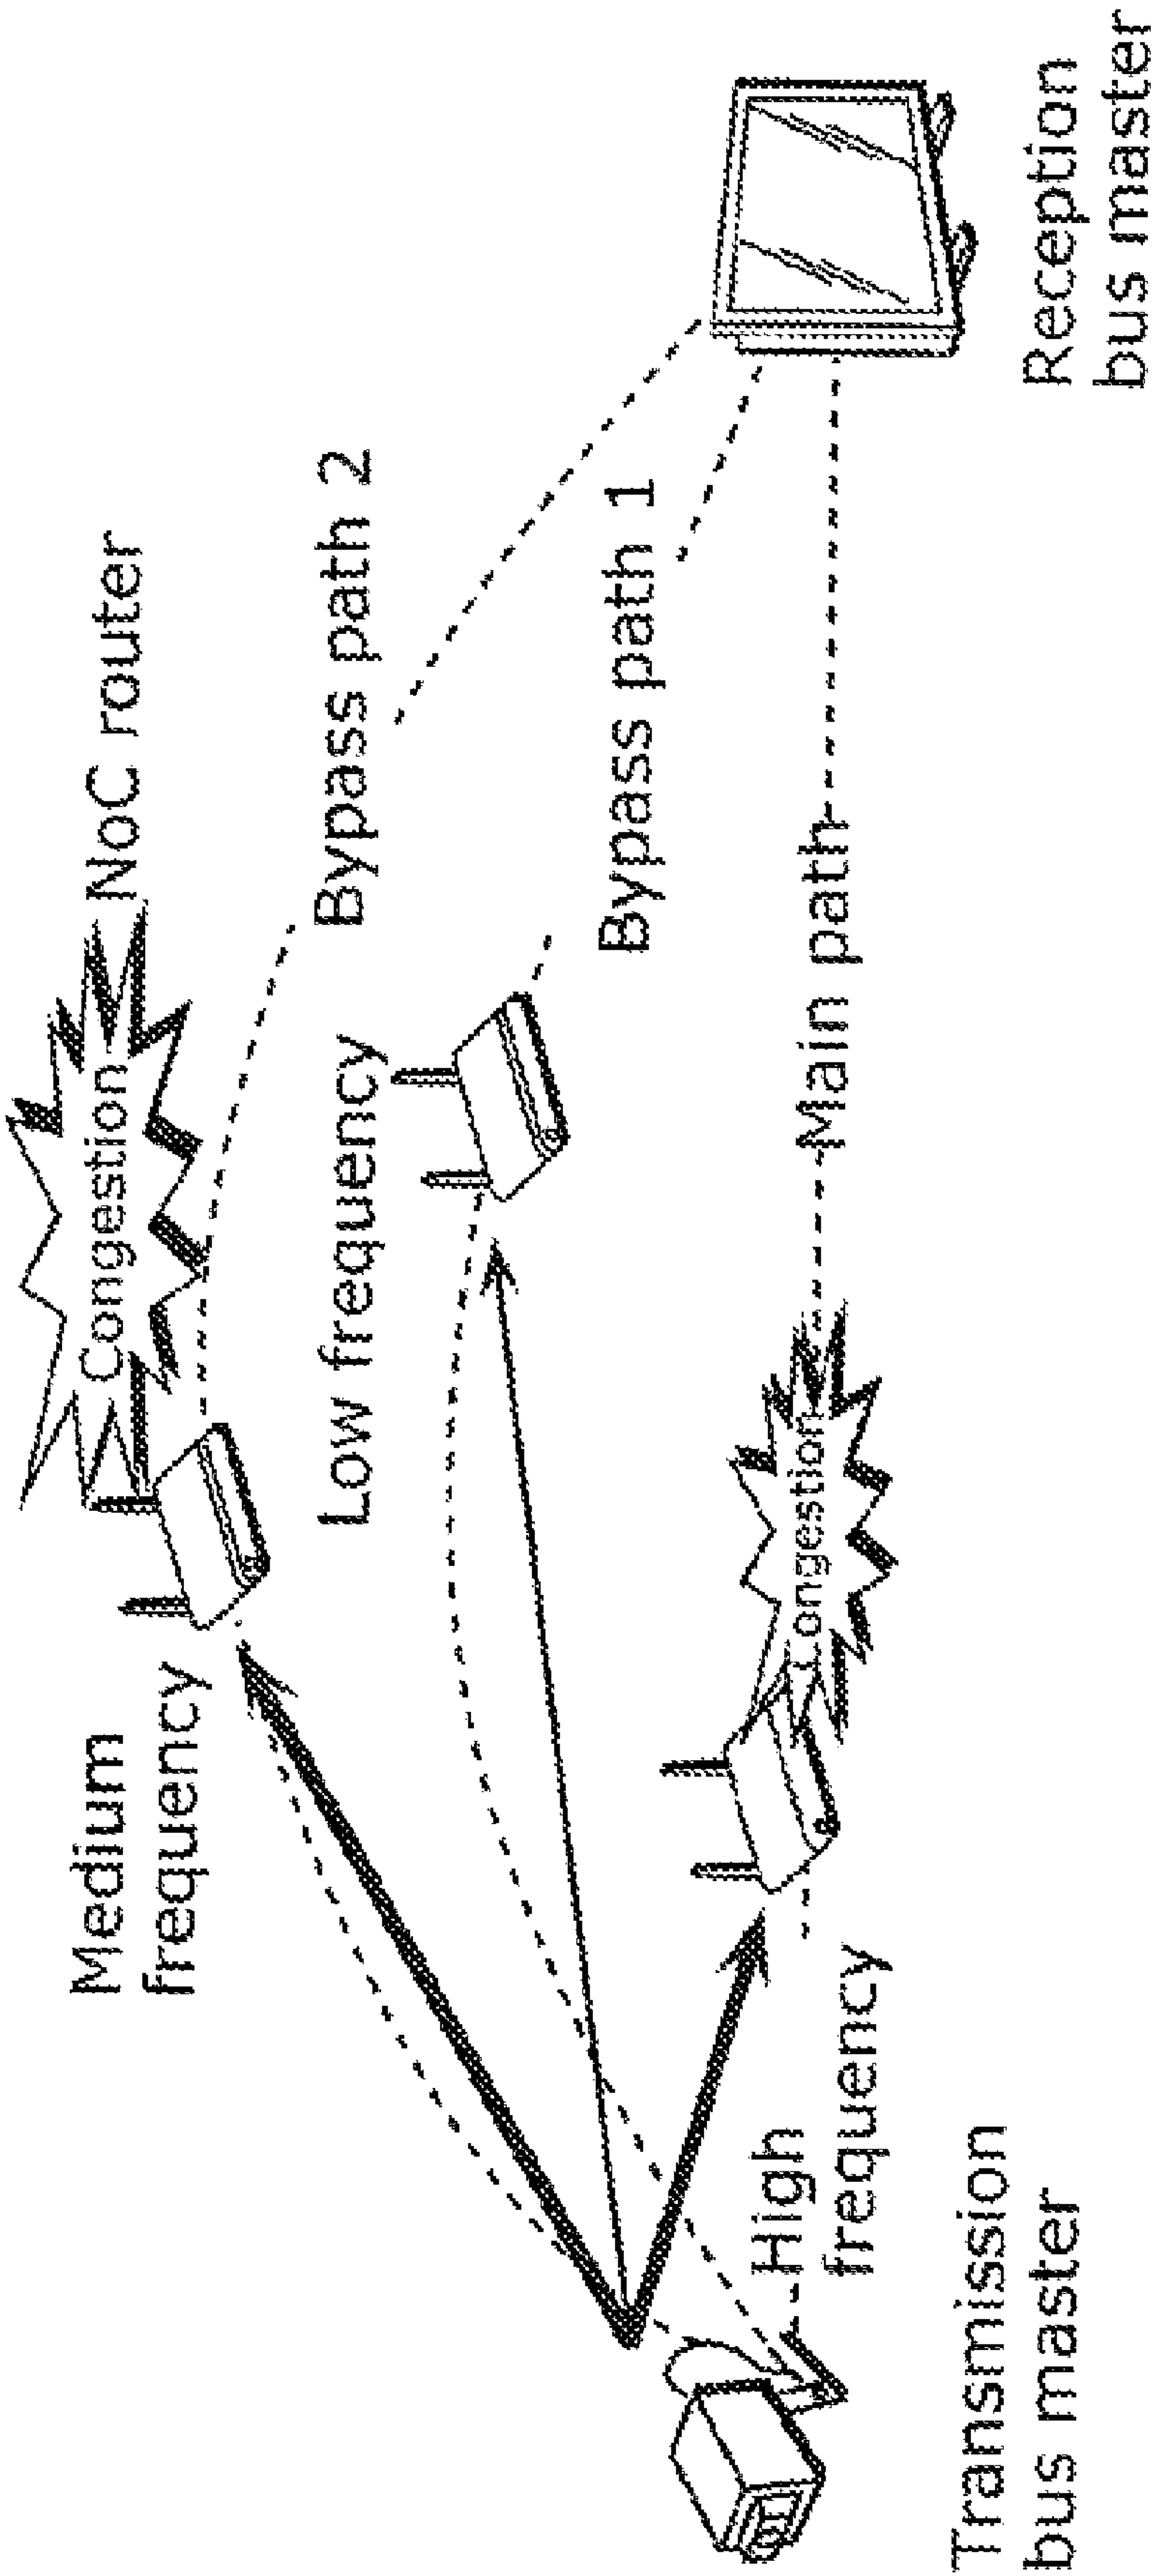 Congestion
NoC router
Medium
frequency
Bypass path 2
Low frequency
Bypass path 1
Congestion
Main path
High
frequency
Transmission
bus master
Reception
bus master